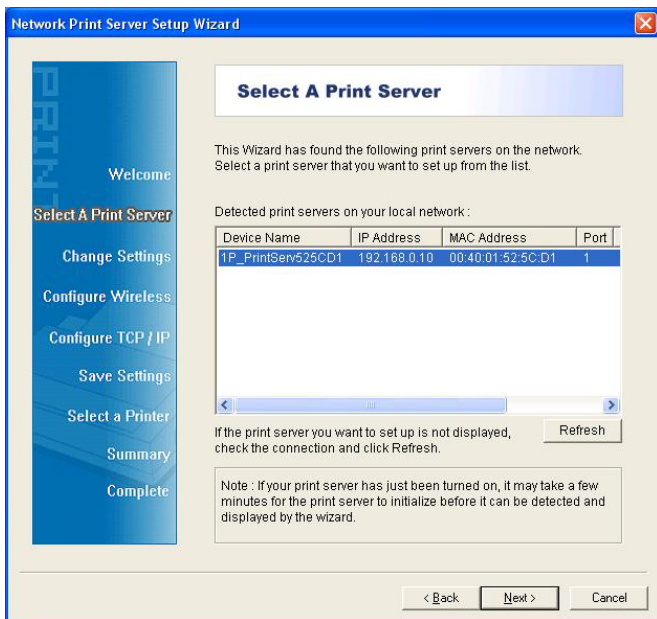 Network Print Server Setup Wizard
PRINT
Welcome
Select A Print Server
Change Settings
Configure Wireless
Configure TCP / IP
Save Settings
Select a Printer
Summary
Complete
Select A Print Server
This Wizard has found the following print servers on the network.
Select a print server that you want to set up from the list.
Detected print servers on your local network :
Device Name IP Address MAC Address Port
1P_PrintServ525CD1 192.168.0.10 00:40:01:52:5C:D1 1
If the print server you want to set up is not displayed,
check the connection and click Refresh.
Refresh
Note : If your print server has just been turned on, it may take a few
minutes for the print server to initialize before it can be detected and
displayed by the wizard.
< Back Next > Cancel